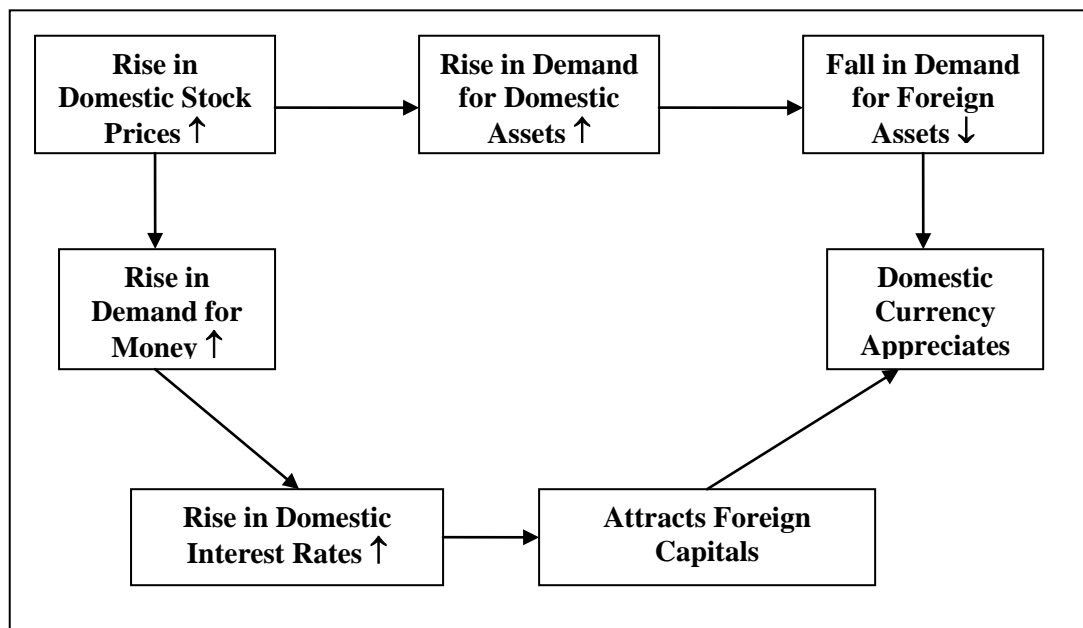 Rise in
Domestic Stock
Prices ↑
Rise in Demand
for Domestic
Assets ↑
Fall in Demand
for Foreign
Assets ↓
Rise in
Demand for
Money ↑
Domestic
Currency
Appreciates
Rise in Domestic
Interest Rates ↑
Attracts Foreign
Capitals